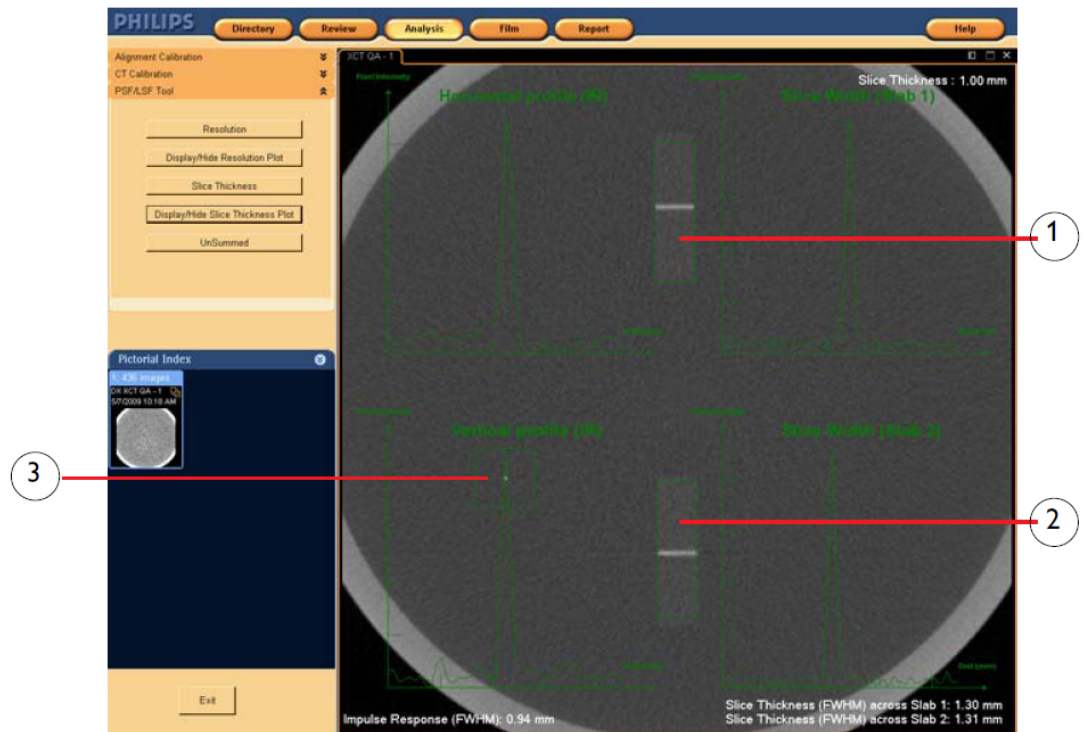 PHILIPS
Directory
Review
Analysis
Film
Report
Help
Alignment Calibration
CT Calibration
PSF/LSF Tool
Resolution
Display/Hide Resolution Plot
Slice Thickness
Display/Hide Slice Thickness Plot
UnSummed
Pictorial Index
1: 436 images
DX XCT QA - 1
5/7/2009 10:18 AM
Exit
XCT QA - 1
Slice Thickness : 1.00 mm
Pixel Intensity
Horizontal profile (IR)
Slice Width (Slab 1)
Vertical profile (IR)
Slice Width (Slab 2)
Impulse Response (FWHM): 0.94 mm
Slice Thickness (FWHM) across Slab 1: 1.30 mm
Slice Thickness (FWHM) across Slab 2: 1.31 mm
1
2
3